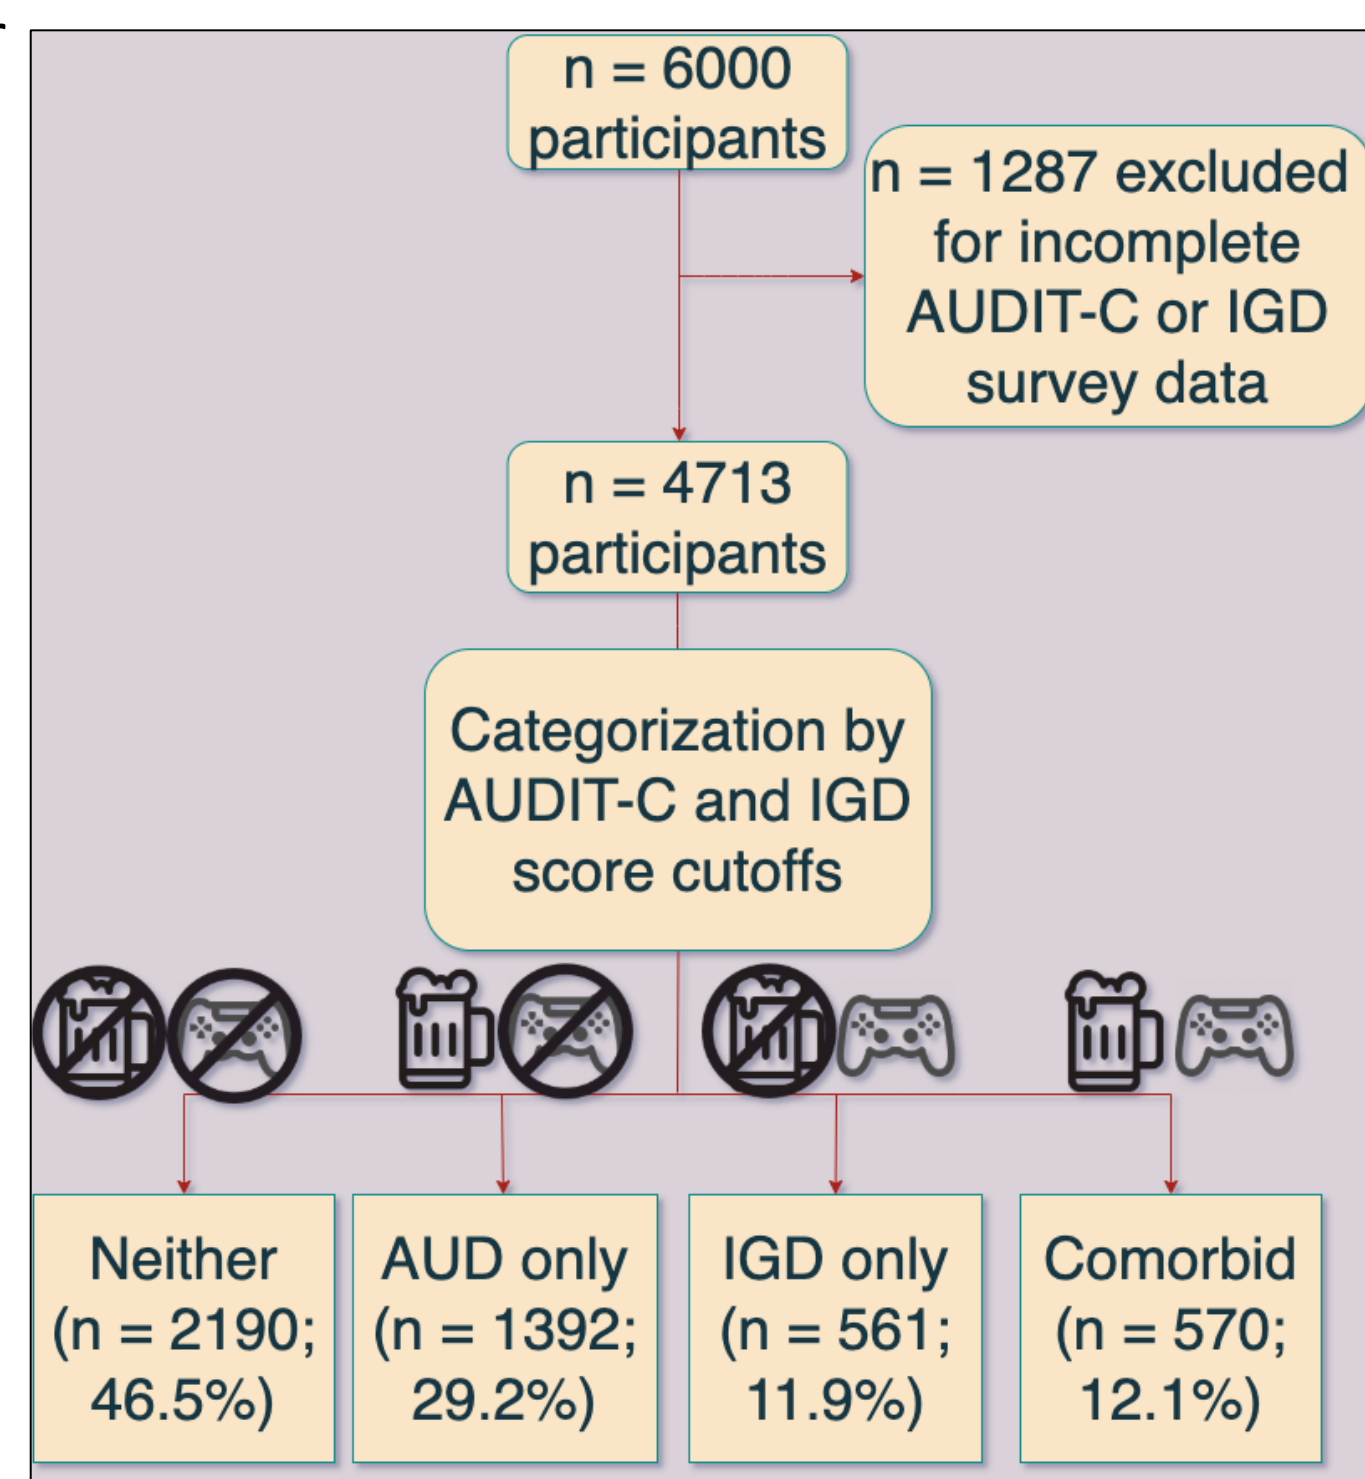 n = 6000
participants
n = 1287 excluded
for incomplete
AUDIT-C or IGD
survey data
n = 4713
participants
Categorization by
AUDIT-C and IGD
score cutoffs
Neither
(n = 2190;
46.5%)
AUD only
(n = 1392;
29.2%)
IGD only
(n = 561;
11.9%)
Comorbid
(n = 570;
12.1%)